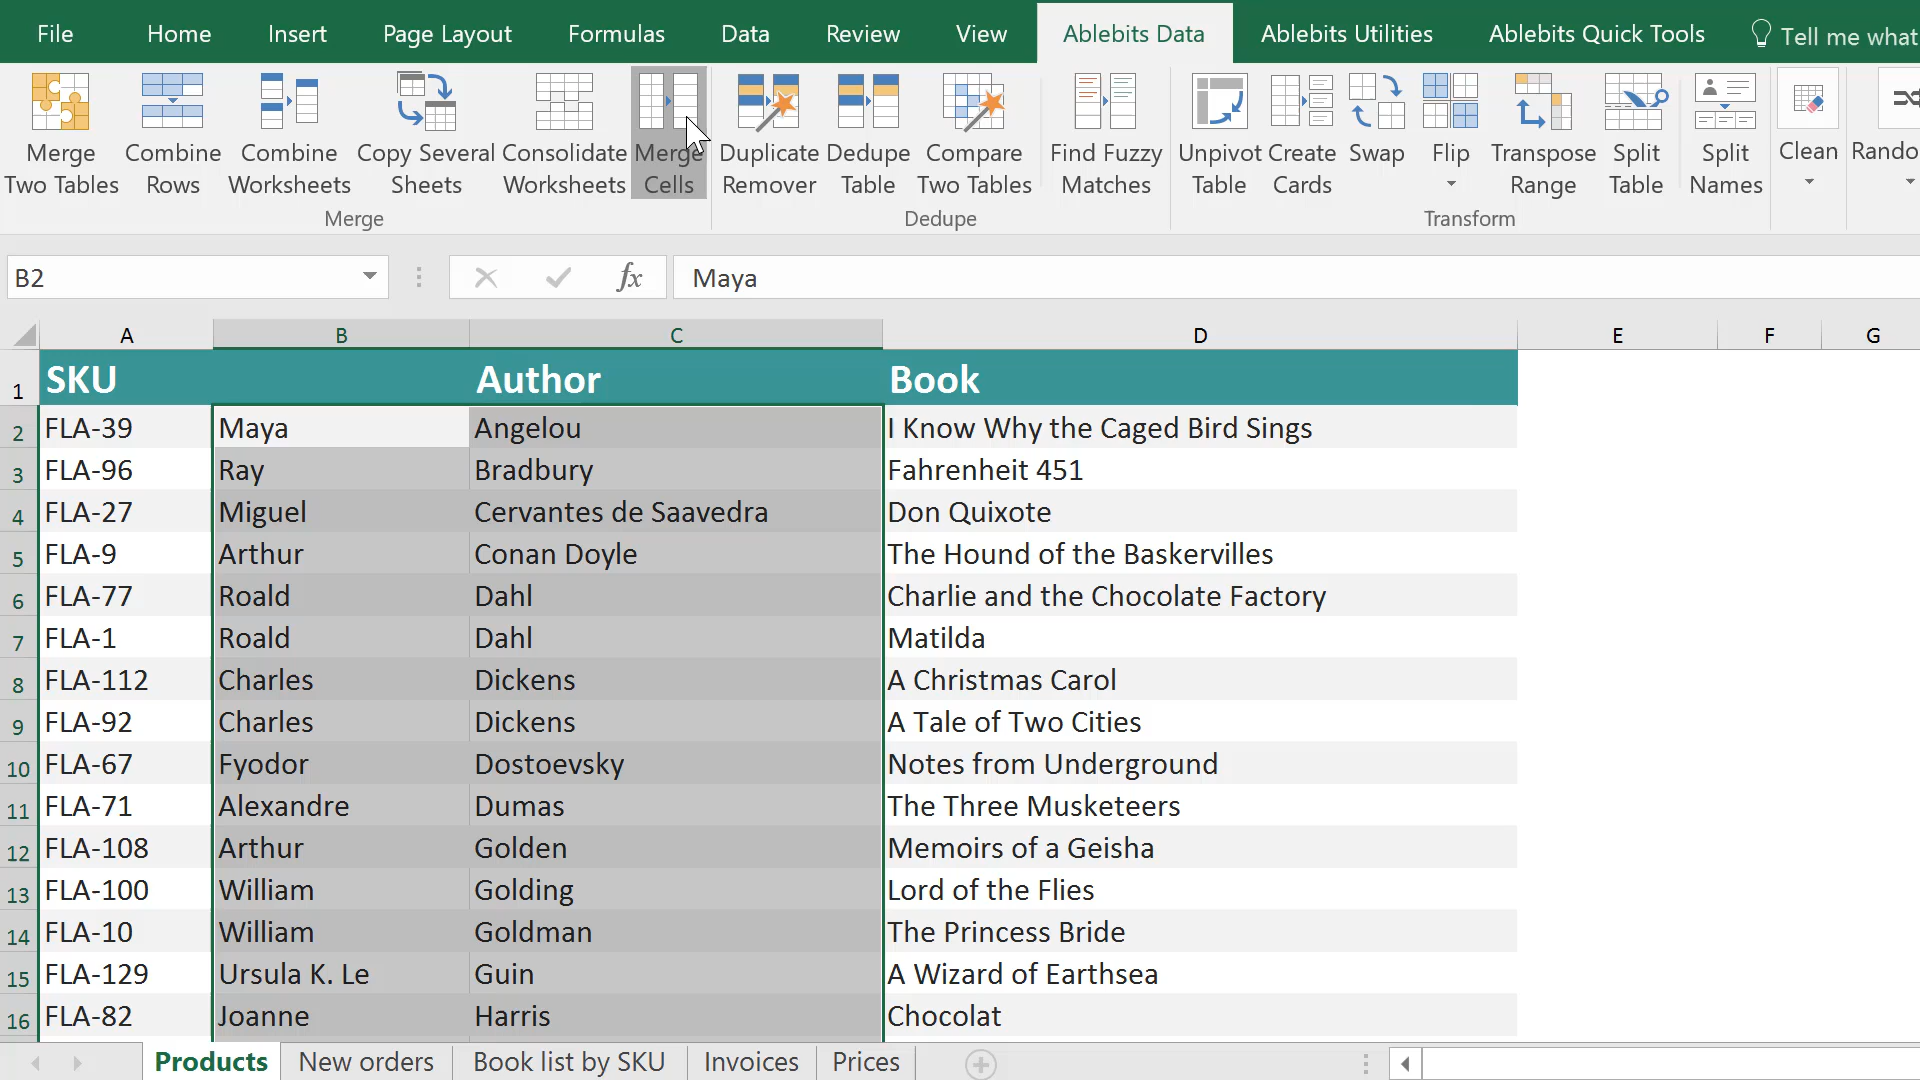 File Home Insert Page Layout Formulas Data Review View Ablebits Data Ablebits Utilities Ablebits Quick Tools Tell me what
Merge Two Tables
Combine Rows
Combine Worksheets
Copy Several Sheets
Consolidate Worksheets
Merge Cells
Duplicate Remover
Dedupe Table
Compare Two Tables
Find Fuzzy Matches
Unpivot Table
Create Cards
Swap
Flip
Transpose Range
Split Table
Split Names
Clean
Rando
Merge Dedupe Transform
B2 fx Maya
A B C D E F G
1 SKU Author Book
2 FLA-39 Maya Angelou I Know Why the Caged Bird Sings
3 FLA-96 Ray Bradbury Fahrenheit 451
4 FLA-27 Miguel Cervantes de Saavedra Don Quixote
5 FLA-9 Arthur Conan Doyle The Hound of the Baskervilles
6 FLA-77 Roald Dahl Charlie and the Chocolate Factory
7 FLA-1 Roald Dahl Matilda
8 FLA-112 Charles Dickens A Christmas Carol
9 FLA-92 Charles Dickens A Tale of Two Cities
10 FLA-67 Fyodor Dostoevsky Notes from Underground
11 FLA-71 Alexandre Dumas The Three Musketeers
12 FLA-108 Arthur Golden Memoirs of a Geisha
13 FLA-100 William Golding Lord of the Flies
14 FLA-10 William Goldman The Princess Bride
15 FLA-129 Ursula K. Le Guin A Wizard of Earthsea
16 FLA-82 Joanne Harris Chocolat
Products New orders Book list by SKU Invoices Prices